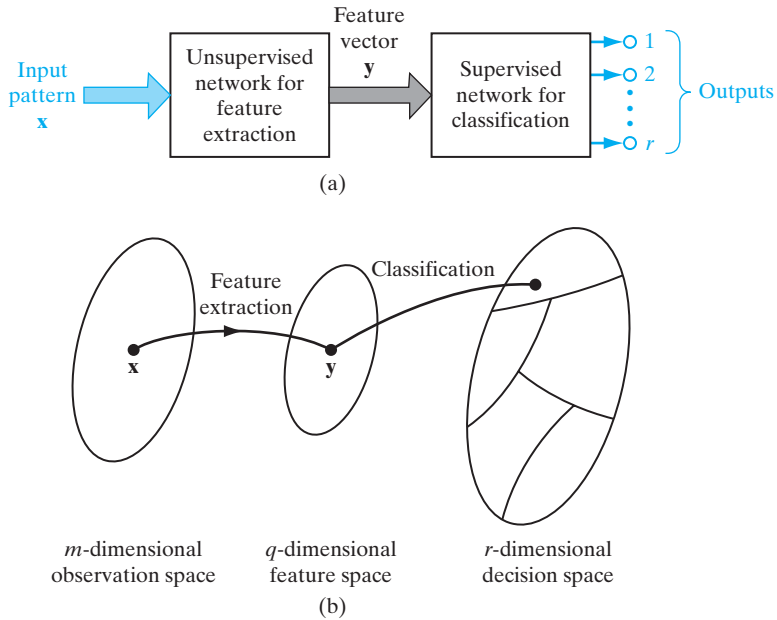 Input
pattern
x
Unsupervised
network for
feature
extraction
Feature
vector
y
Supervised
network for
classification
1
2
r
Outputs
(a)
Feature
extraction
Classification
x
y
m-dimensional
observation space
q-dimensional
feature space
r-dimensional
decision space
(b)